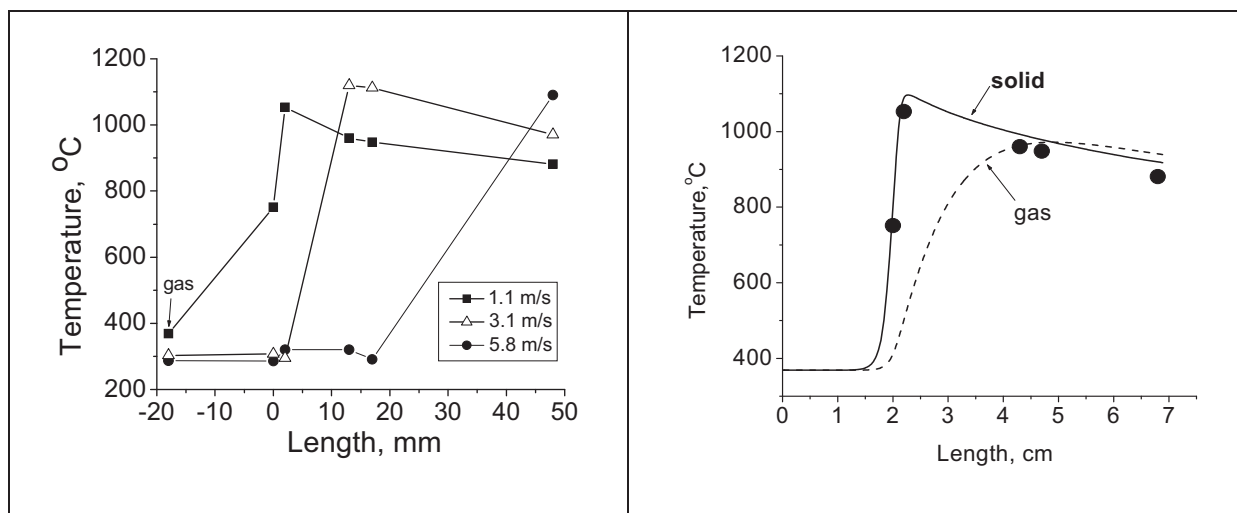 1200
1000
800
600
400
200
-20 -10 0 10 20 30 40 50
Temperature, °C
Length, mm
gas
1.1 m/s
3.1 m/s
5.8 m/s
1200
1000
800
600
400
0 1 2 3 4 5 6 7
Temperature,°C
Length, cm
solid
gas